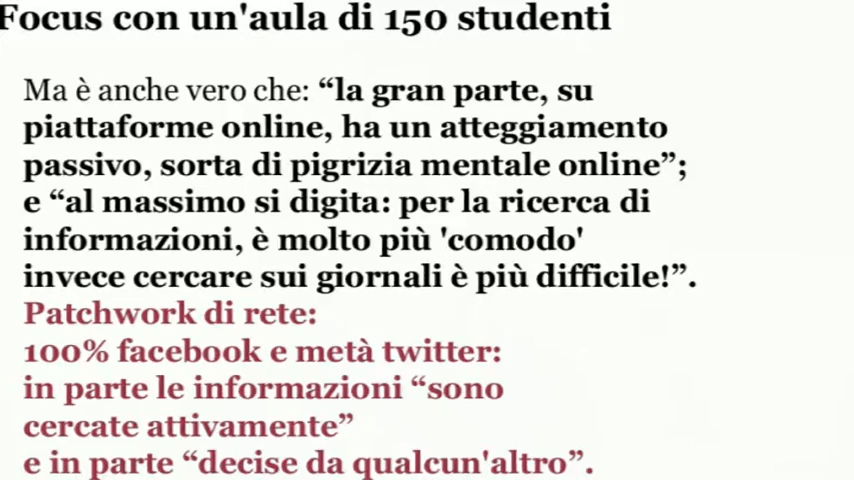 Focus con un'aula di 150 studenti
Ma è anche vero che: “la gran parte, su
piattaforme online, ha un atteggiamento
passivo, sorta di pigrizia mentale online”;
e “al massimo si digita: per la ricerca di
informazioni, è molto più 'comodo'
invece cercare sui giornali è più difficile!”.
Patchwork di rete:
100% facebook e metà twitter:
in parte le informazioni “sono
cercate attivamente”
e in parte “decise da qualcun'altro”.